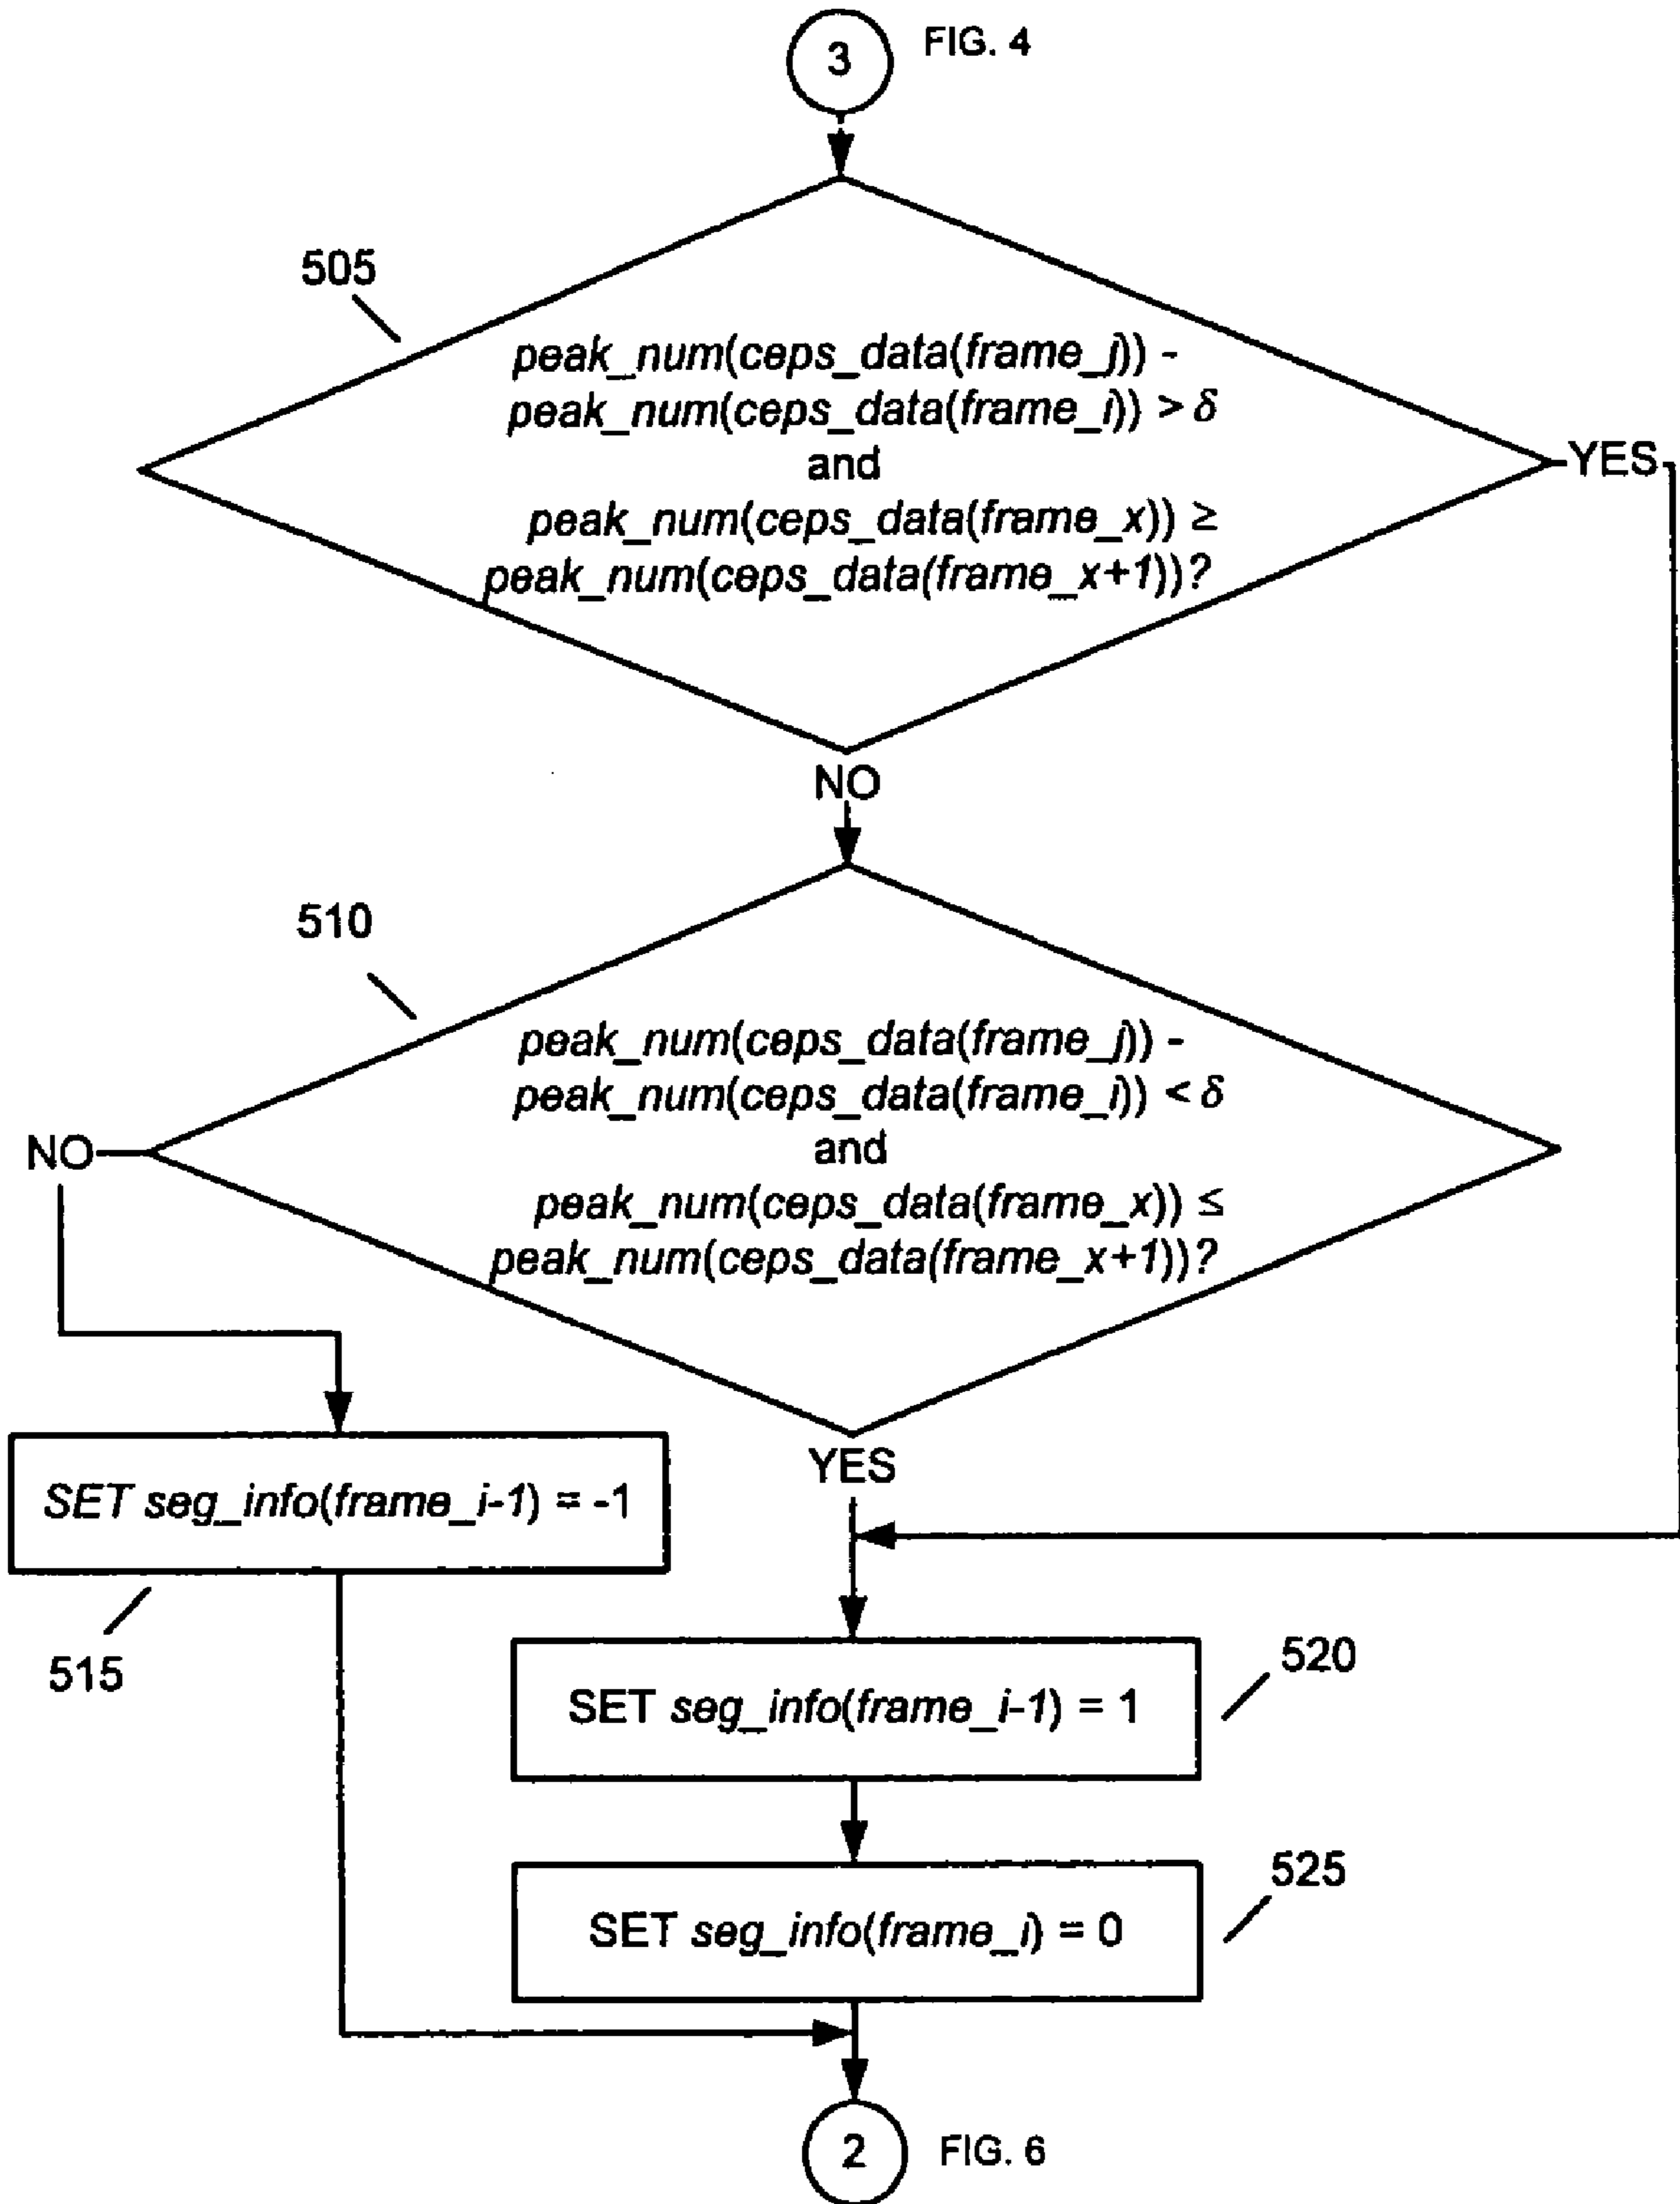 3
FIG. 4
505
peak_num(ceps_data(frame_j)) -
peak_num(ceps_data(frame_i)) > δ
and
peak_num(ceps_data(frame_x)) ≥
peak_num(ceps_data(frame_x+1))?
YES
NO
510
peak_num(ceps_data(frame_j)) -
peak_num(ceps_data(frame_i)) < δ
and
peak_num(ceps_data(frame_x)) ≤
peak_num(ceps_data(frame_x+1))?
NO
YES
SET seg_info(frame_i-1) = -1
515
SET seg_info(frame_i-1) = 1
520
SET seg_info(frame_i) = 0
525
2
FIG. 6